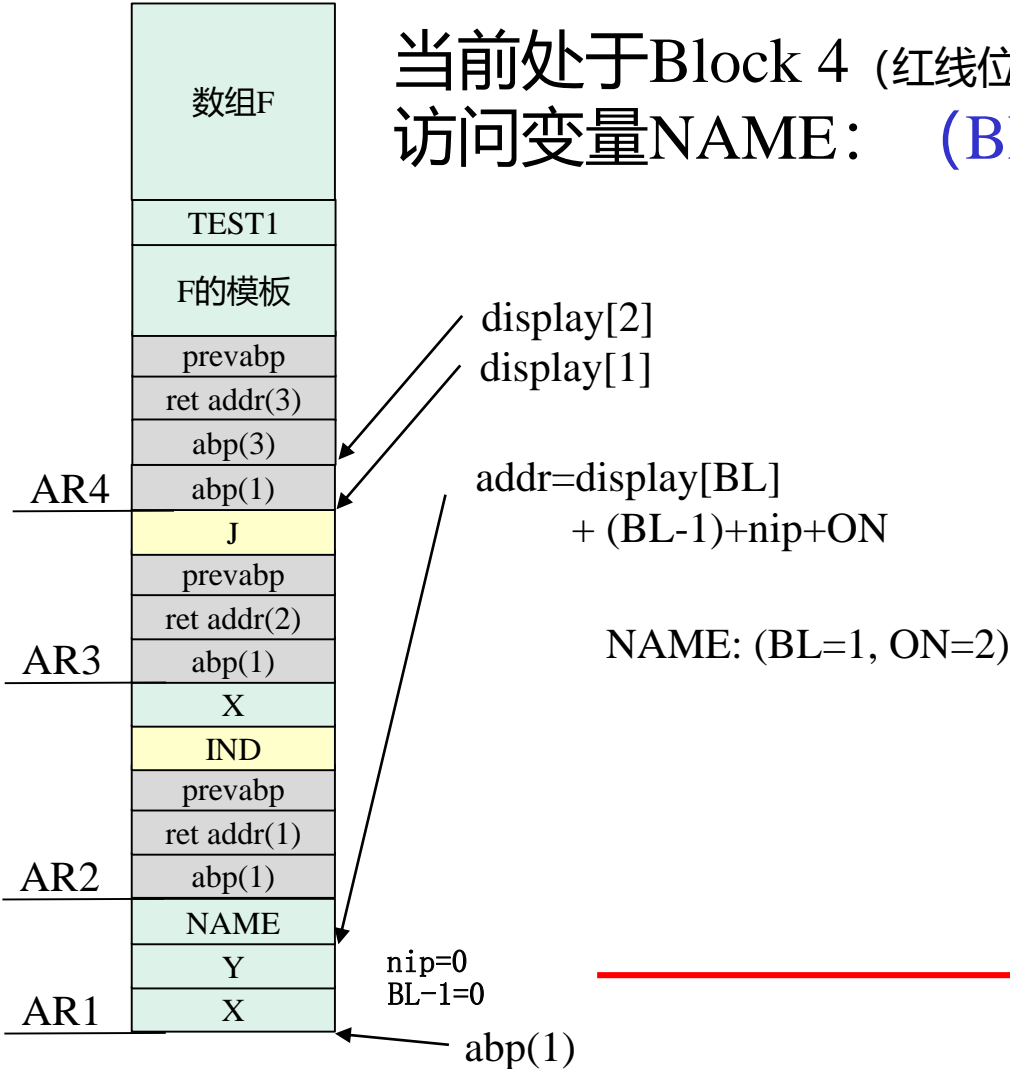 当前处于Block 4 (红线位
访问变量NAME: (B
数组F
TEST1
F的模板
prevabp
ret addr(3)
abp(3)
AR4 abp(1)
J
prevabp
ret addr(2)
AR3 abp(1)
X
IND
prevabp
ret addr(1)
AR2 abp(1)
NAME
Y
AR1 X
display[2]
display[1]
addr=display[BL]
+ (BL-1)+nip+ON
NAME: (BL=1, ON=2)
nip=0
BL-1=0
abp(1)